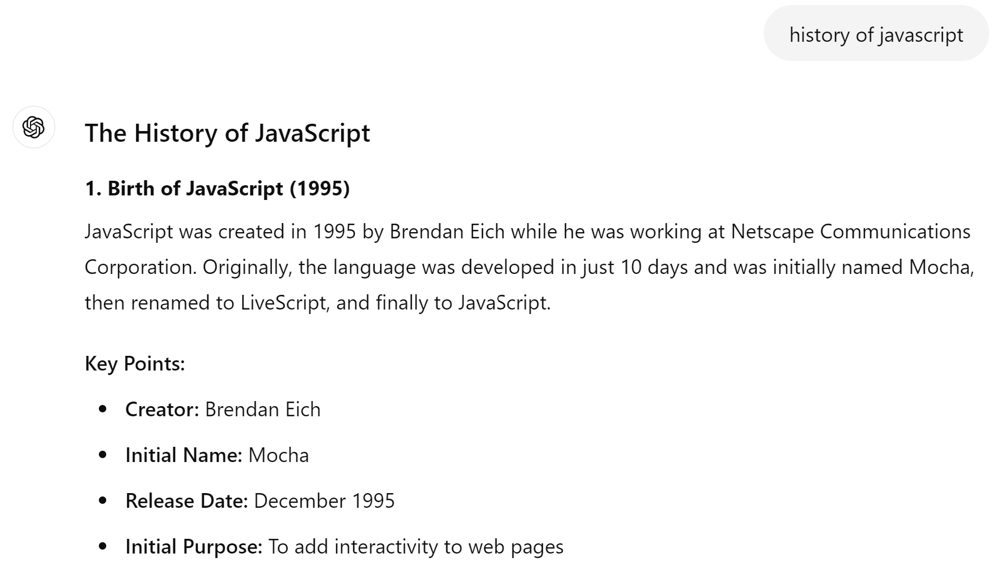 history of javascript
The History of JavaScript
1. Birth of JavaScript (1995)
JavaScript was created in 1995 by Brendan Eich while he was working at Netscape Communications
Corporation. Originally, the language was developed in just 10 days and was initially named Mocha,
then renamed to LiveScript, and finally to JavaScript.
Key Points:
• Creator: Brendan Eich
• Initial Name: Mocha
• Release Date: December 1995
• Initial Purpose: To add interactivity to web pages